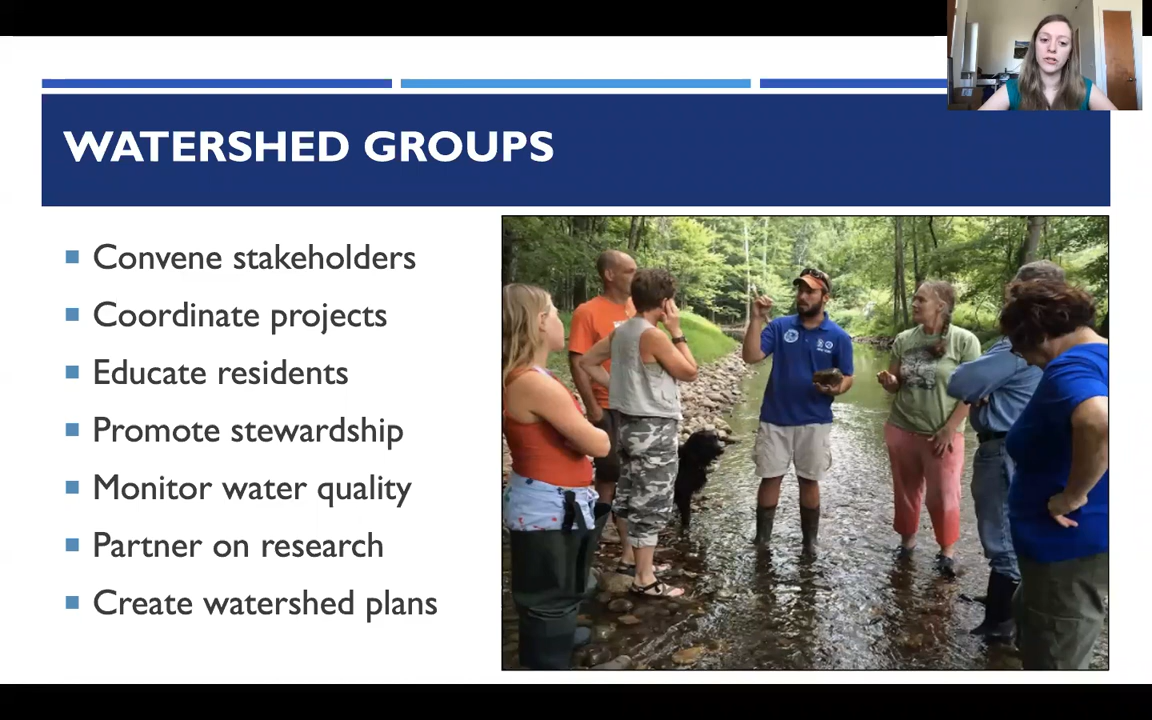 WATERSHED GROUPS
Convene stakeholders
Coordinate projects
Educate residents
Promote stewardship
Monitor water quality
Partner on research
Create watershed plans